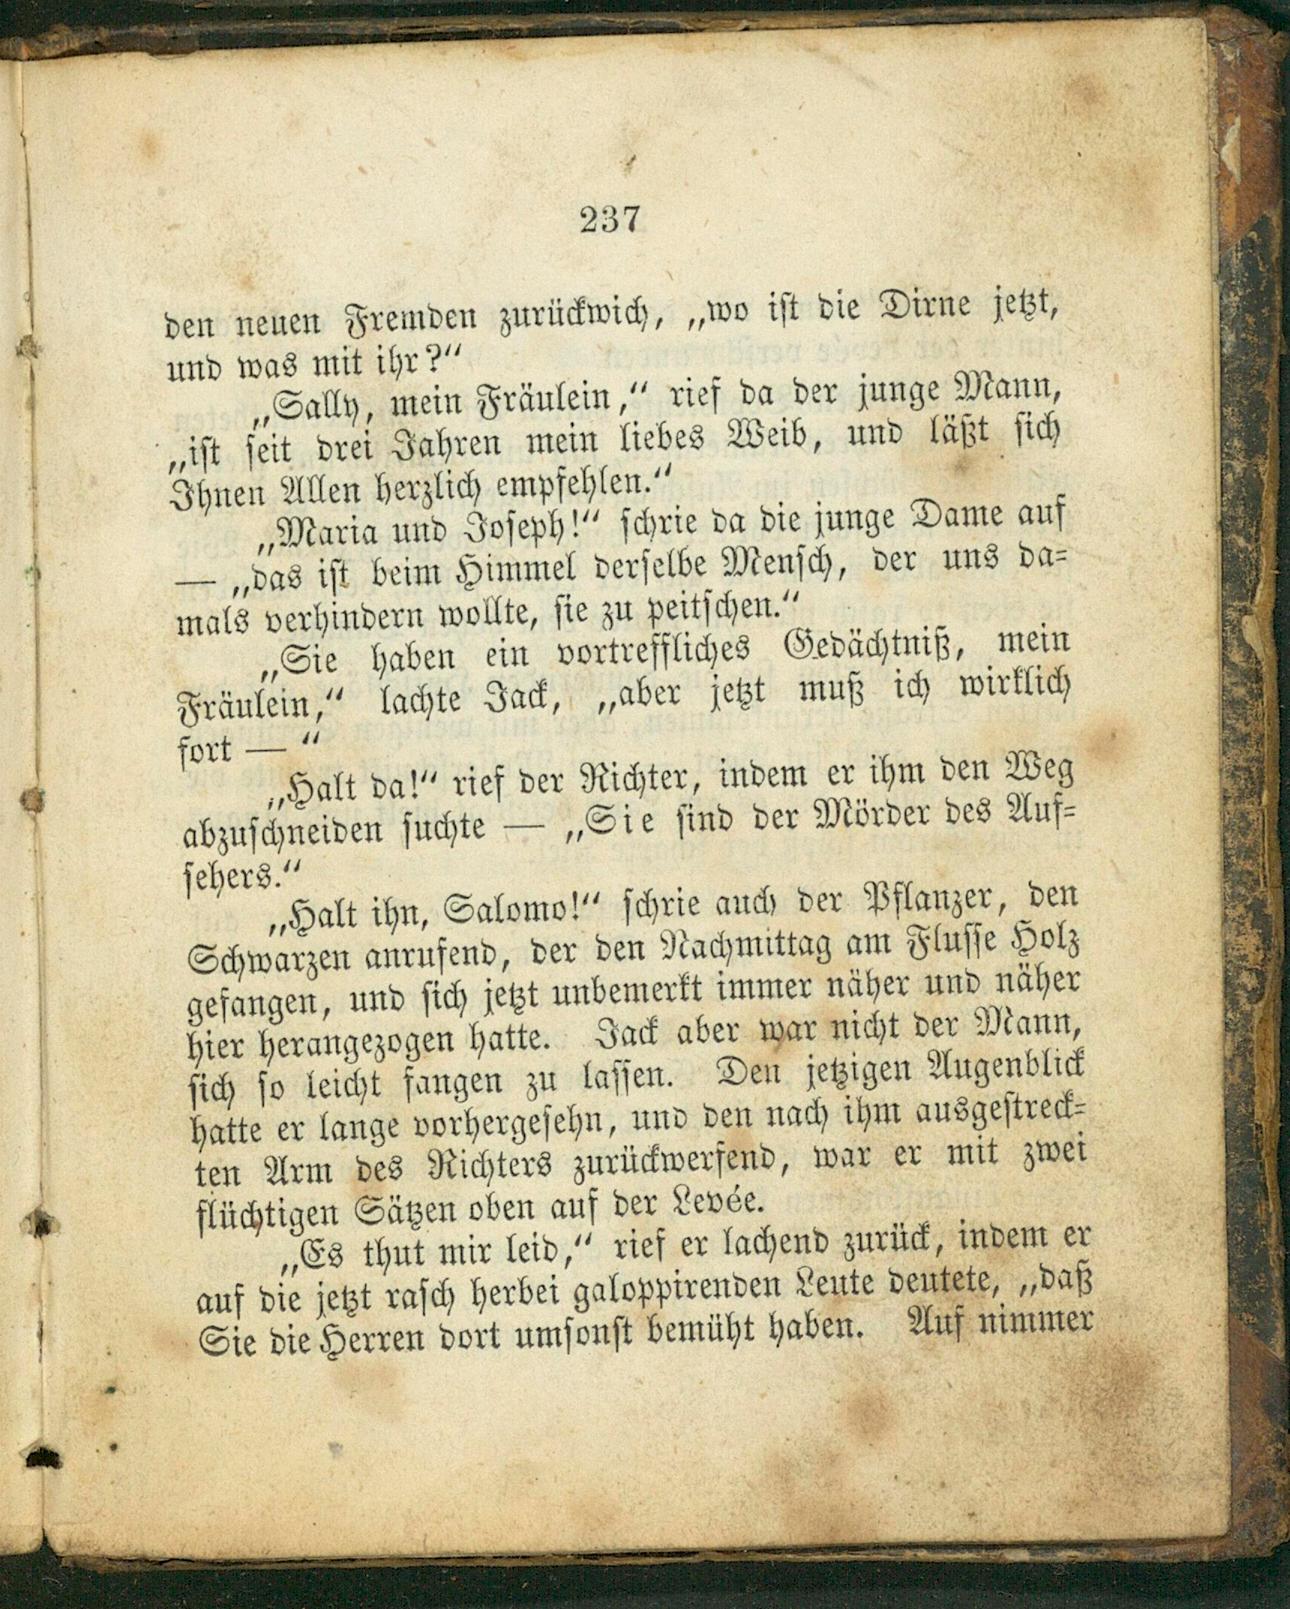 237
den neuen Fremden zurückwich, „wo ist die Dirne jetzt,
und was mit ihr?“
„Sally, mein Fräulein,“ rief da der junge Mann,
„ist seit drei Jahren mein liebes Weib, und läßt sich
Ihnen Allen herzlich empfehlen.“
„Maria und Joseph!“ schrie da die junge Dame auf
— „das ist beim Himmel derselbe Mensch, der uns da-
mals verhindern wollte, sie zu peitschen.“
„Sie haben ein vortreffliches Gedächtniß, mein
Fräulein,“ lachte Jack, „aber jetzt muß ich wirklich
fort — “
„Halt da!“ rief der Richter, indem er ihm den Weg
abzuschneiden suchte — „Sie sind der Mörder des Auf-
sehers.“
„Halt ihn, Salomo!“ schrie auch der Pflanzer, den
Schwarzen anrufend, der den Nachmittag am Flusse Holz
gefangen, und sich jetzt unbemerkt immer näher und näher
hier herangezogen hatte. Jack aber war nicht der Mann,
sich so leicht fangen zu lassen. Den jetzigen Augenblick
hatte er lange vorhergesehn, und den nach ihm ausgestreck-
ten Arm des Richters zurückwerfend, war er mit zwei
flüchtigen Sätzen oben auf der Levée.
„Es thut mir leid,“ rief er lachend zurück, indem er
auf die jetzt rasch herbei galoppirenden Leute deutete, „daß
Sie die Herren dort umsonst bemüht haben. Auf nimmer